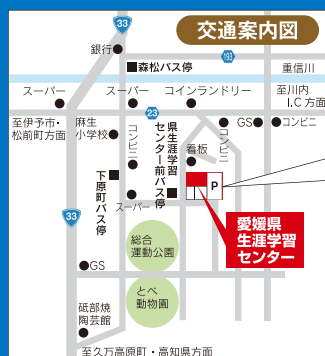 交通案内図
33
銀行
193
森松バス停
重信川
スーパー
スーパー
コインランドリー
至川内
I.C方面
23
至伊予市・
松前町方面
麻生
小学校
コンビニ
県生涯学習
センター前バス停
コンビニ
GS
コンビニ
看板
下原町バス停
スーパー
P
33
愛媛県
生涯学習
センター
総合
運動公園
GS
とべ
動物園
砥部焼
陶芸館
至久万高原町・高知県方面